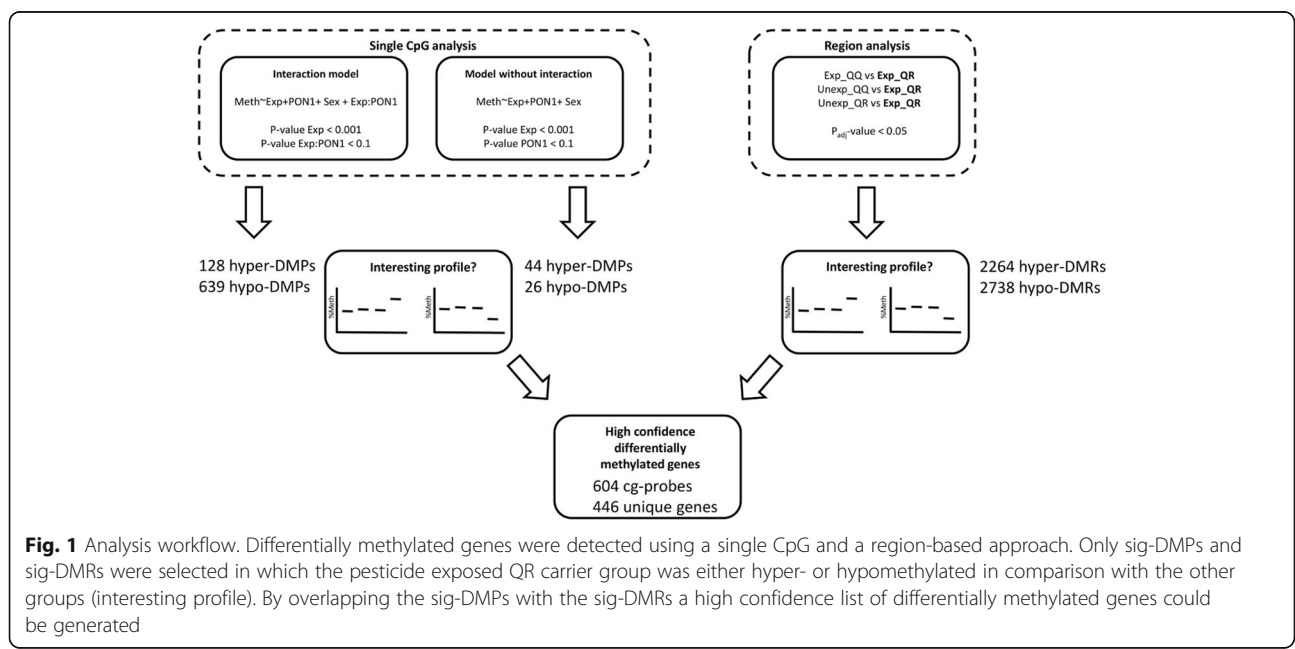 Single CpG analysis
Interaction model
Meth~Exp+PON1+ Sex + Exp:PON1
P-value Exp < 0.001
P-value Exp:PON1 < 0.1
Model without interaction
Meth~Exp+PON1+ Sex
P-value Exp < 0.001
P-value PON1 < 0.1
Region analysis
Exp_QQ vs Exp_QR
Unexp_QQ vs Exp_QR
Unexp_QR vs Exp_QR
Padj-value < 0.05
128 hyper-DMPs
639 hypo-DMPs
Interesting profile?
%Meth
%Meth
44 hyper-DMPs
26 hypo-DMPs
Interesting profile?
%Meth
%Meth
2264 hyper-DMRs
2738 hypo-DMRs
High confidence
differentially
methylated genes
604 cg-probes
446 unique genes
Fig. 1 Analysis workflow. Differentially methylated genes were detected using a single CpG and a region-based approach. Only sig-DMPs and
sig-DMRs were selected in which the pesticide exposed QR carrier group was either hyper- or hypomethylated in comparison with the other
groups (interesting profile). By overlapping the sig-DMPs with the sig-DMRs a high confidence list of differentially methylated genes could
be generated